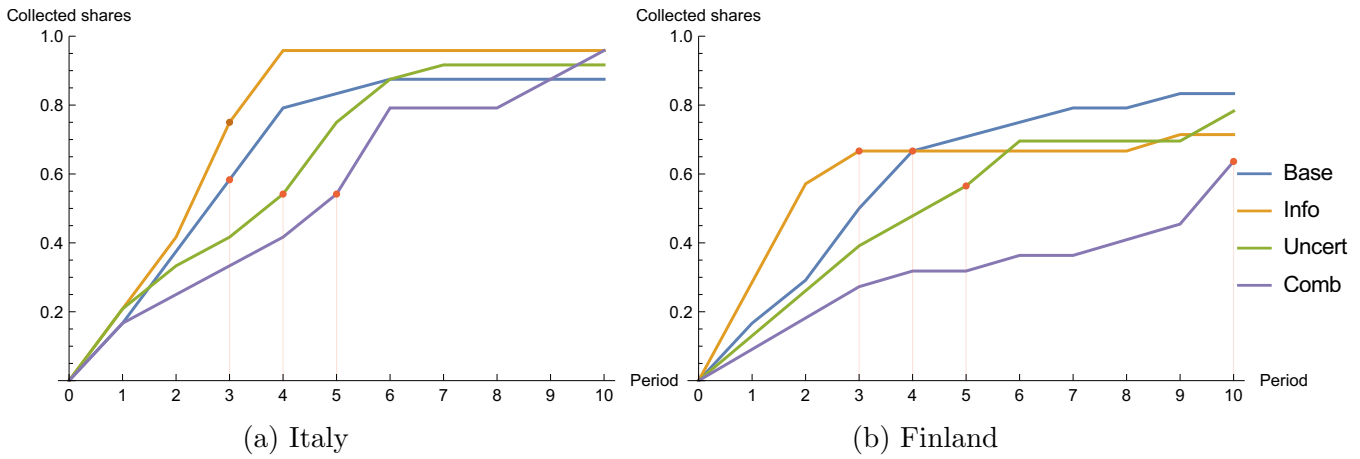 Collected shares
1.0
0.8
0.6
0.4
0.2
0 1 2 3 4 5 6 7 8 9 10
Period
(a) Italy
Collected shares
1.0
0.8
0.6
0.4
0.2
0 1 2 3 4 5 6 7 8 9 10
Period
(b) Finland
Base
Info
Uncert
Comb